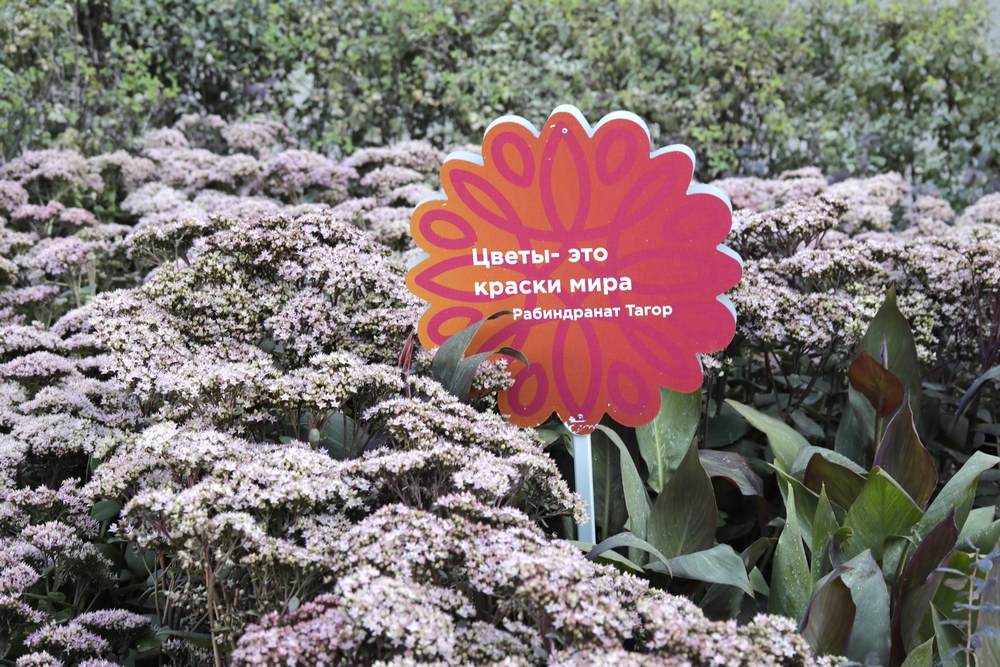 Цветы- это
краски мира
Рабиндранат Тагор